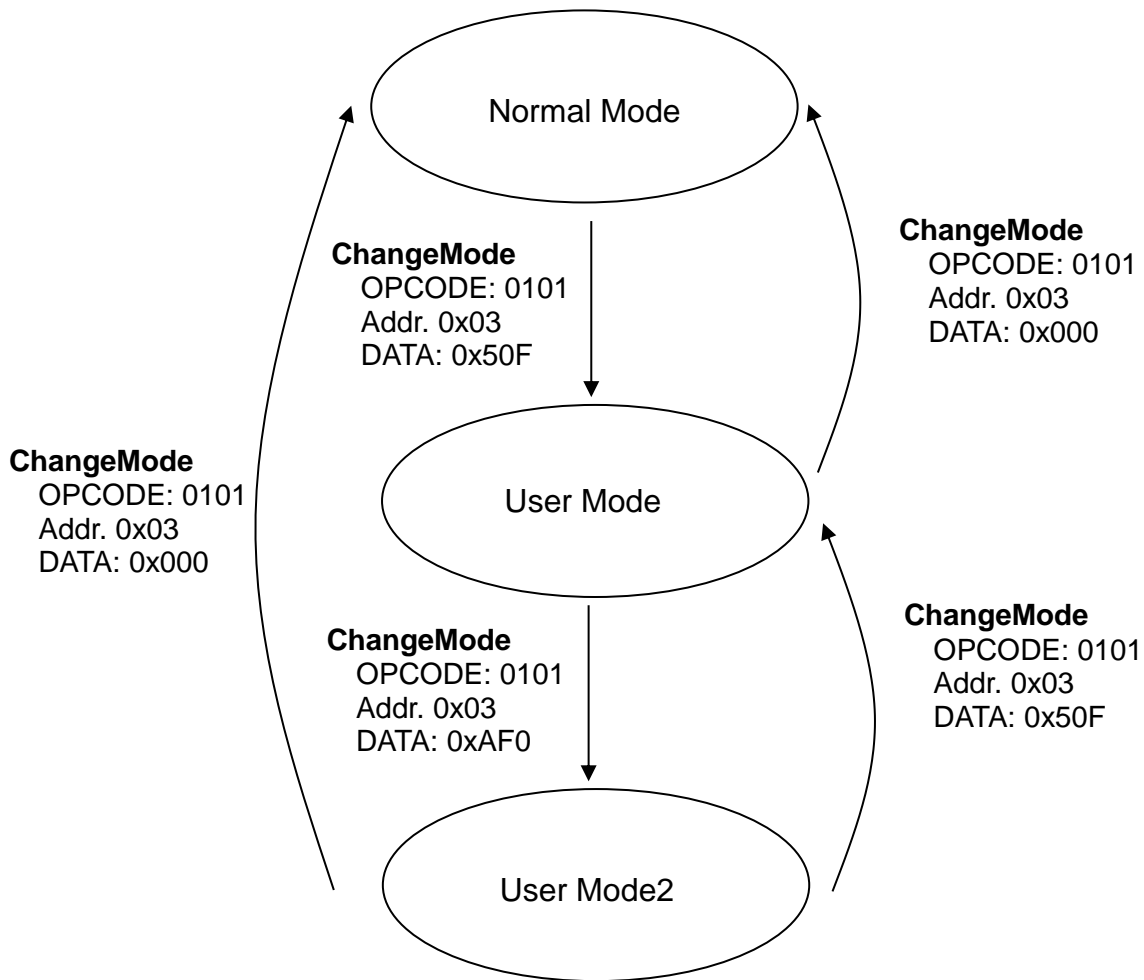 Normal Mode
ChangeMode
OPCODE: 0101
Addr. 0x03
DATA: 0x50F
ChangeMode
OPCODE: 0101
Addr. 0x03
DATA: 0x000
ChangeMode
OPCODE: 0101
Addr. 0x03
DATA: 0x000
User Mode
ChangeMode
OPCODE: 0101
Addr. 0x03
DATA: 0xAF0
ChangeMode
OPCODE: 0101
Addr. 0x03
DATA: 0x50F
User Mode2